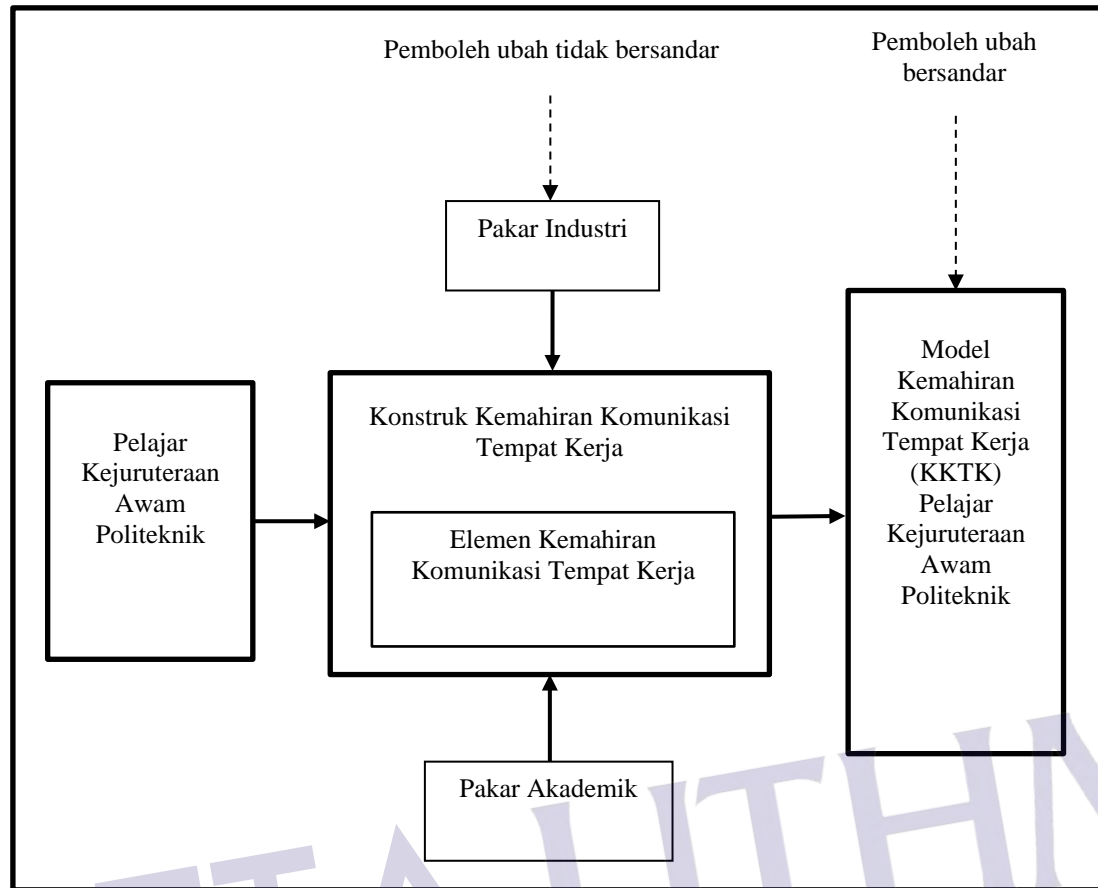 Pemboleh ubah tidak bersandar
Pemboleh ubah
bersandar
Pakar Industri
Pelajar
Kejuruteraan
Awam
Politeknik
Konstruk Kemahiran Komunikasi
Tempat Kerja
Elemen Kemahiran
Komunikasi Tempat Kerja
Model
Kemahiran
Komunikasi
Tempat Kerja
(KKTK)
Pelajar
Kejuruteraan
Awam
Politeknik
Pakar Akademik